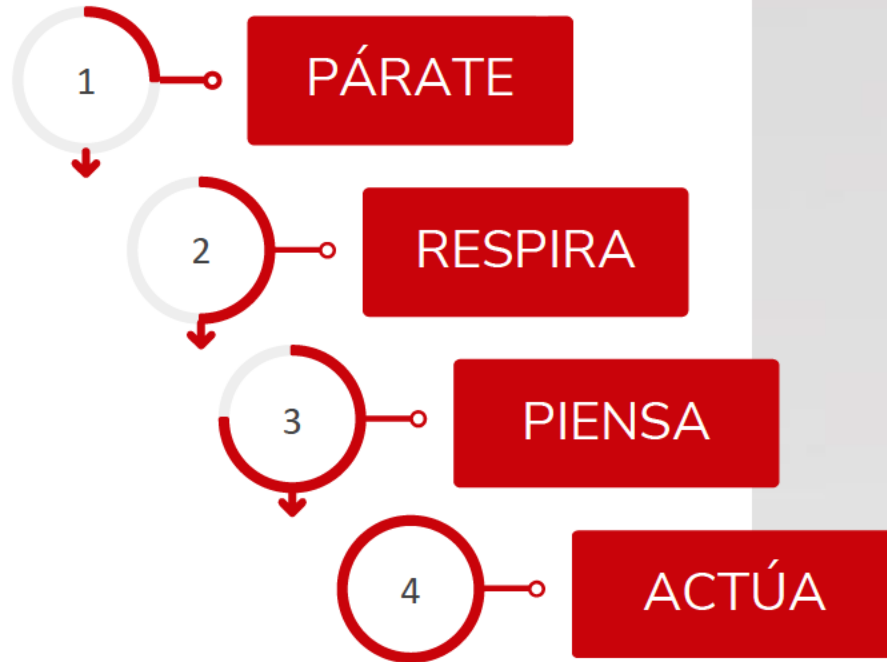 1
PÁRATE
2
RESPIRA
3
PIENSA
4
ACTÚA